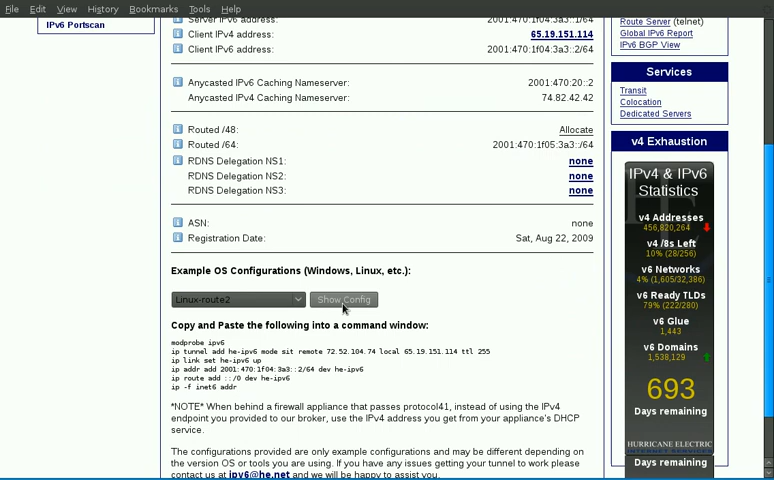 File Edit View History Bookmarks Tools Help
IPv6 Portscan
Server IPv6 address: 2001:470:1f04:3a3::1/64
Client IPv4 address: 65.19.151.114
Client IPv6 address: 2001:470:1f04:3a3::2/64
Anycasted IPv6 Caching Nameserver: 2001:470:20::2
Anycasted IPv4 Caching Nameserver: 74.82.42.42
Routed /48: Allocate
Routed /64: 2001:470:1f05:3a3::/64
RDNS Delegation NS1: none
RDNS Delegation NS2: none
RDNS Delegation NS3: none
ASN: none
Registration Date: Sat, Aug 22, 2009
Example OS Configurations (Windows, Linux, etc.):
Linux-route2 Show Config
Copy and Paste the following into a command window:
modprobe ipv6
ip tunnel add he-ipv6 mode sit remote 72.52.104.74 local 65.19.151.114 ttl 255
ip link set he-ipv6 up
ip addr add 2001:470:1f04:3a3::2/64 dev he-ipv6
ip route add ::/0 dev he-ipv6
ip -f inet6 addr
*NOTE* When behind a firewall appliance that passes protocol41, instead of using the IPv4
endpoint you provided to our broker, use the IPv4 address you get from your appliance's DHCP
service.
The configurations provided are only example configurations and may be different depending on
the version OS or tools you are using. If you have any issues getting your tunnel to work please
contact us at ipv6@he.net and we will be happy to assist you.
Route Server (telnet)
Global IPv6 Report
IPv6 BGP View
Services
Transit
Colocation
Dedicated Servers
v4 Exhaustion
IPv4 & IPv6
Statistics
v4 Addresses
456,820,264
v4 /8s Left
10% (28/256)
v6 Networks
4% (1,605/32,386)
v6 Ready TLDs
79% (222/280)
v6 Glue
1,443
v6 Domains
1,538,129
693
Days remaining
HURRICANE ELECTRIC
INTERNET SERVICES
Days remaining